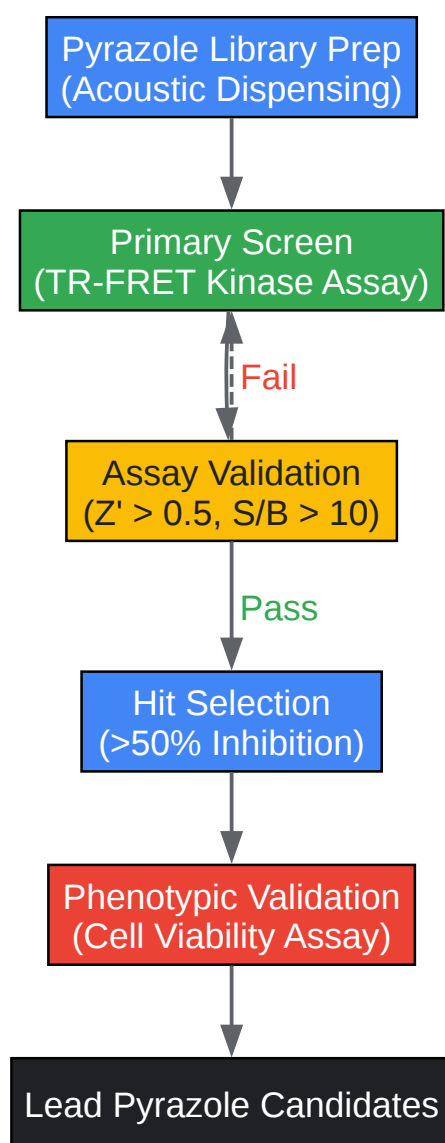 Pyrazole Library Prep
(Acoustic Dispensing)
Primary Screen
(TR-FRET Kinase Assay)
Fail
Assay Validation
(Z' > 0.5, S/B > 10)
Pass
Hit Selection
(>50% Inhibition)
Phenotypic Validation
(Cell Viability Assay)
Lead Pyrazole Candidates